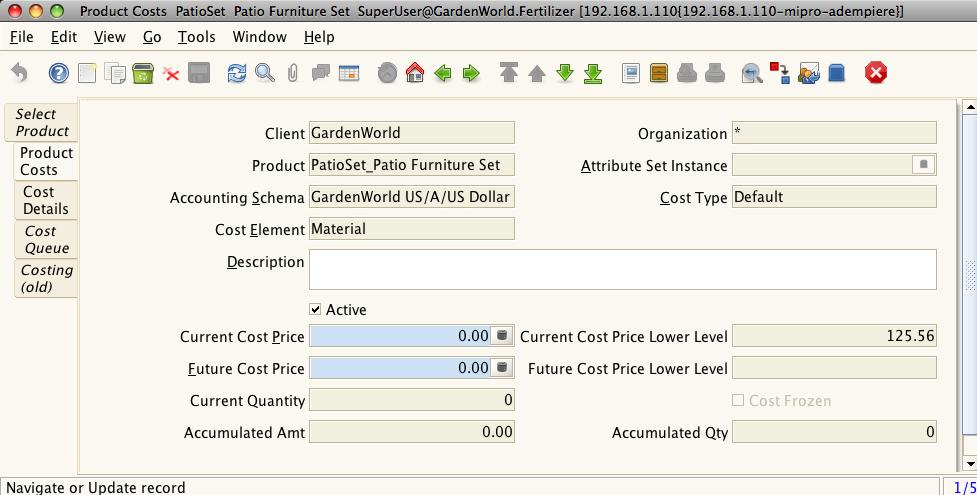 Product Costs PatioSet Patio Furniture Set SuperUser@GardenWorld.Fertilizer [192.168.1.110{192.168.1.110-mipro-adempiere}]
File Edit View Go Tools Window Help
Select Product
Product Costs
Cost Details
Cost Queue
Costing (old)
Client GardenWorld Organization *
Product PatioSet_Patio Furniture Set Attribute Set Instance
Accounting Schema GardenWorld US/A/US Dollar Cost Type Default
Cost Element Material
Description
Active
Current Cost Price 0.00 Current Cost Price Lower Level 125.56
Future Cost Price 0.00 Future Cost Price Lower Level
Current Quantity 0 Cost Frozen
Accumulated Amt 0.00 Accumulated Qty 0
Navigate or Update record 1/5